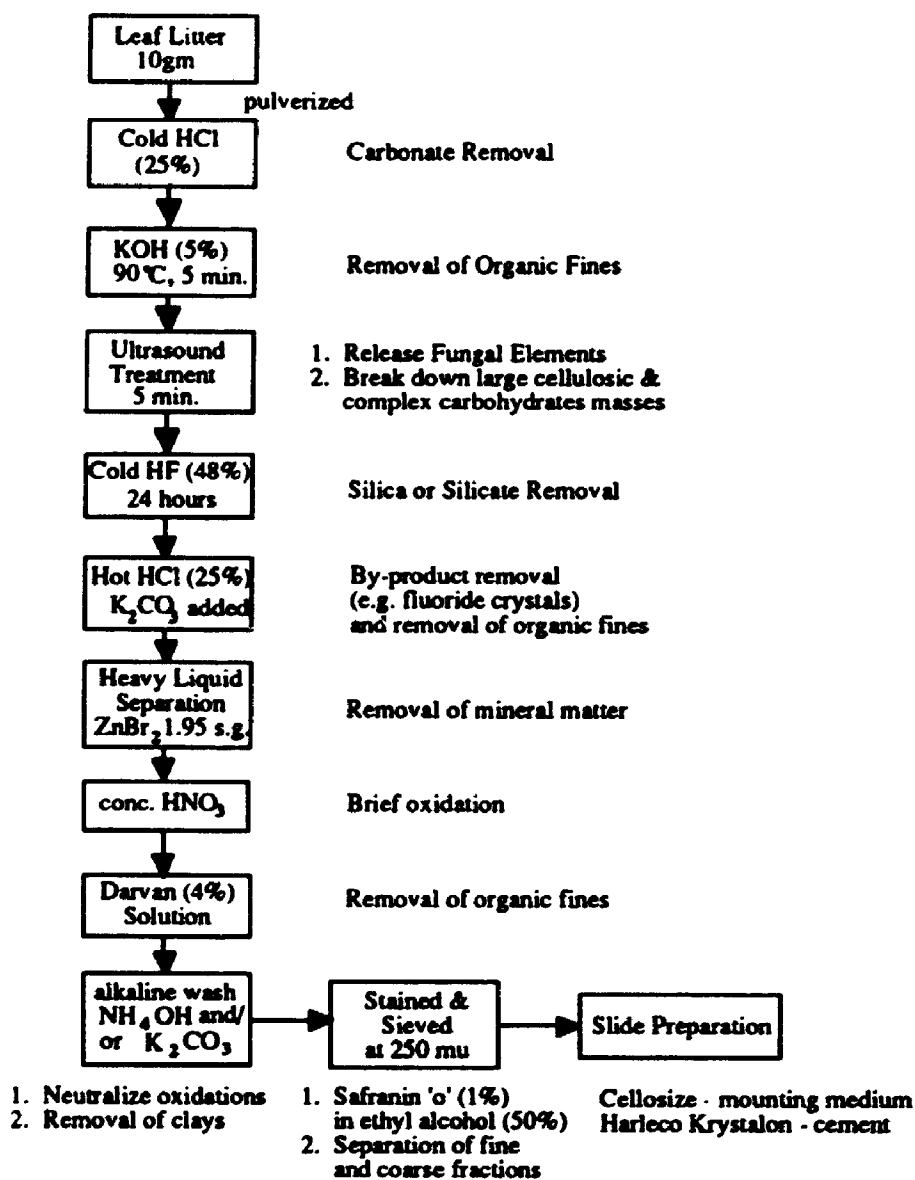 Leaf Litter
10gm
pulverized
Cold HCl
(25%)
Carbonate Removal
KOH (5%)
90°C, 5 min.
Removal of Organic Fines
Ultrasound
Treatment
5 min.
1. Release Fungal Elements
2. Break down large cellulosic &
complex carbohydrates masses
Cold HF (48%)
24 hours
Silica or Silicate Removal
Hot HCl (25%)
K₂CO₃ added
By-product removal
(e.g. fluoride crystals)
and removal of organic fines
Heavy Liquid
Separation
ZnBr₂ 1.95 s.g.
Removal of mineral matter
conc. HNO₃
Brief oxidation
Darvan (4%)
Solution
Removal of organic fines
alkaline wash
NH₄OH and/
or K₂CO₃
Stained &
Sieved
at 250 mu
Slide Preparation
1. Neutralize oxidations
2. Removal of clays
1. Safranin 'o' (1%)
in ethyl alcohol (50%)
2. Separation of fine
and coarse fractions
Cellosize - mounting medium
Harleco Krystalon - cement